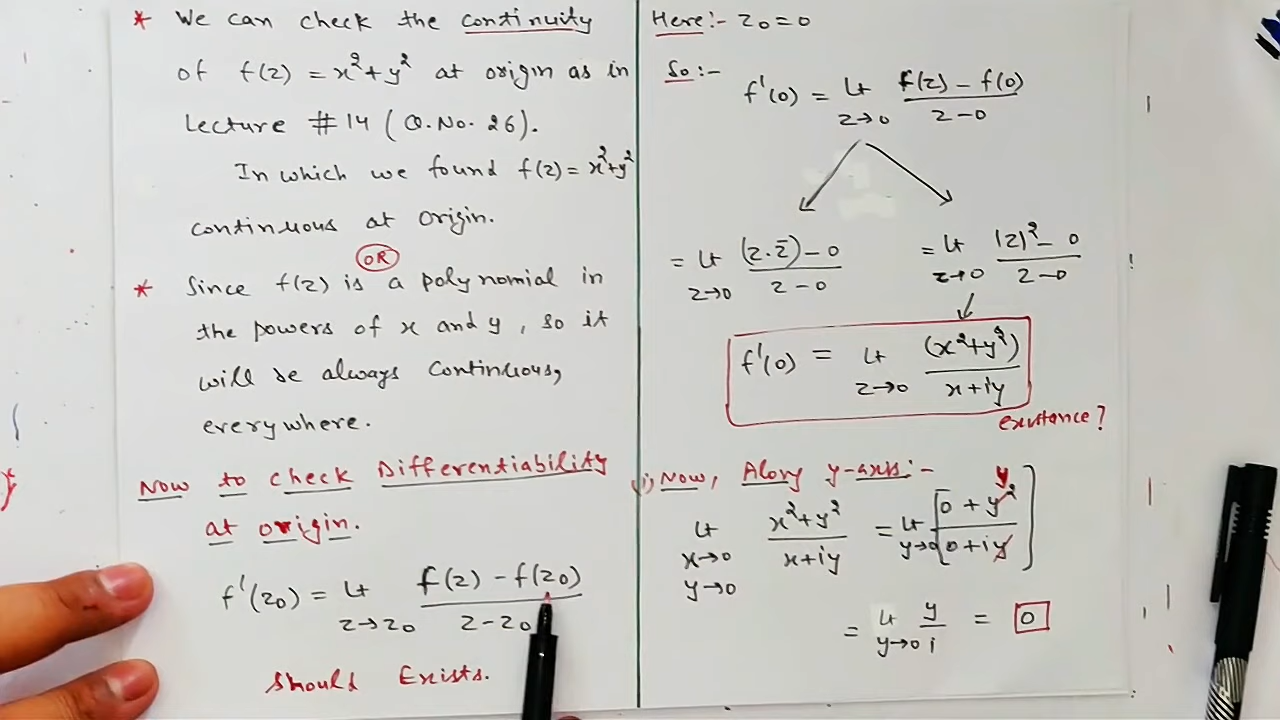 * We can check the continuity
of f(z) = x²+y² at origin as in
Lecture #14 (Q.No. 26).
In which we found f(z) = x²+y²
continuous at origin.
OR
* Since f(z) is a polynomial in
the powers of x and y, so it
will be always continuous,
everywhere.
Now to check Differentiability
at origin.
f'(z₀) = Lt f(z) - f(z₀)
z→z₀ z-z₀
Should Exists.
Here:- z₀=0
So:-
f'(0) = Lt f(z) - f(0)
z→0 z-0
= Lt (z·z̄)-0
z→0 z-0
= Lt |z|²-0
z→0 z-0
f'(0) = Lt (x²+y²)
z→0 x+iy
existance?
i) Now, Along y-axis:-
Lt x²+y² = Lt [0 + y²]
x→0 x+iy y→0 0+iy
y→0
= Lt y = 0
y→0 i